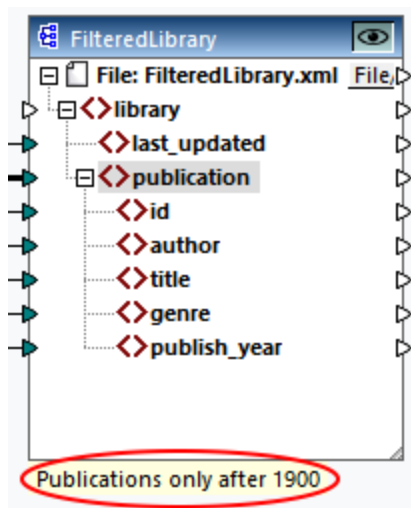 FilteredLibrary
File: FilteredLibrary.xml File/
library
last_updated
publication
id
author
title
genre
publish_year
Publications only after 1900